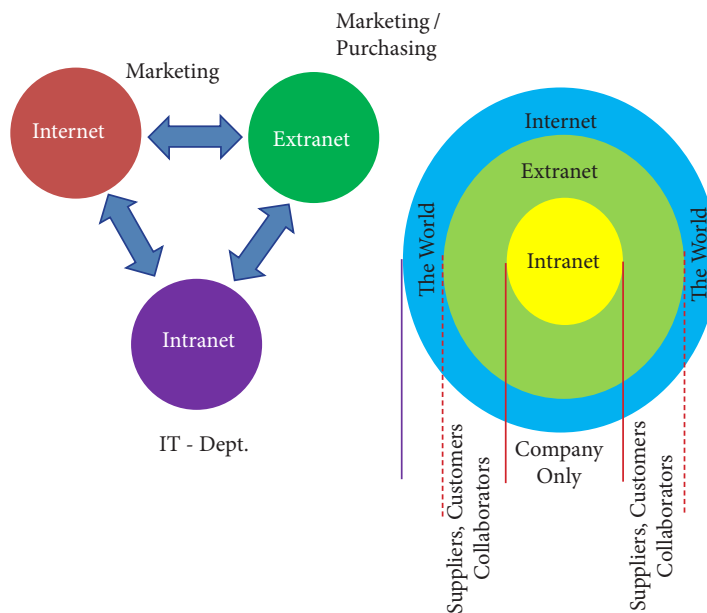 Marketing /
Purchasing
Marketing
Internet
Extranet
Intranet
IT - Dept.
Internet
Extranet
Intranet
The World
The World
Company
Only
Suppliers, Customers
Collaborators
Suppliers, Customers
Collaborators